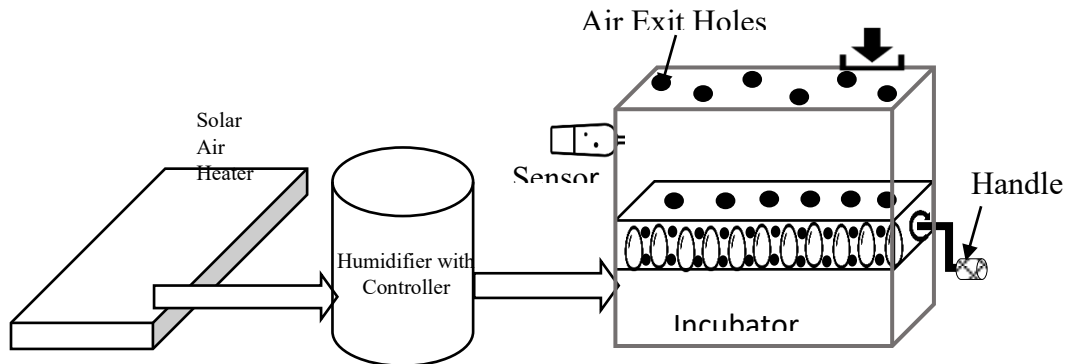 Air Exit Holes
Solar
Air
Heater
Sensor
Handle
Humidifier with
Controller
Incubator